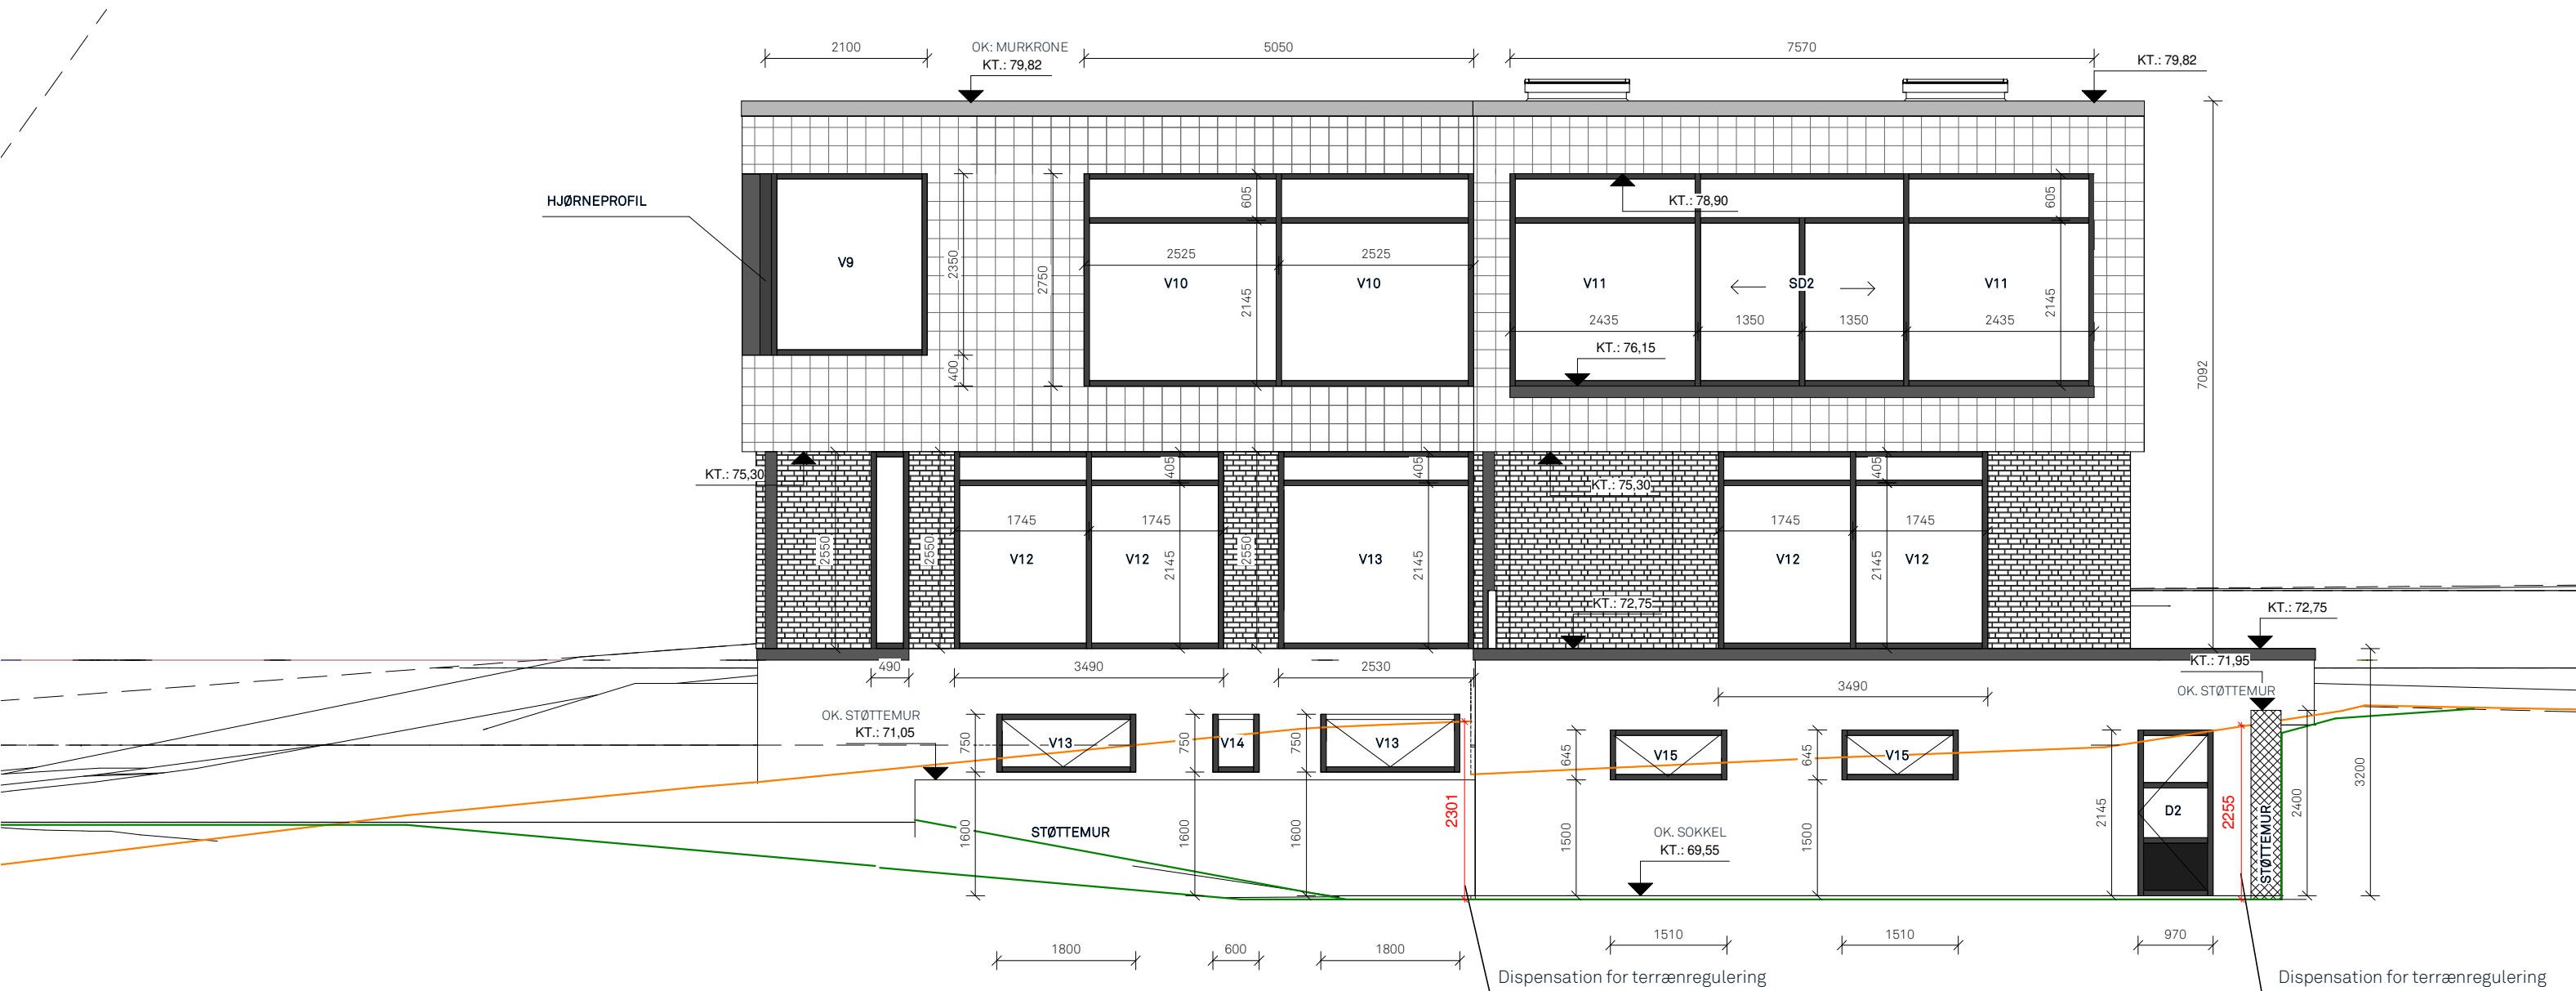 2100
OK: MURKRONE
KT.: 79,82
5050
7570
KT.: 79,82
HJØRNEPROFIL
V9
2350
400
2750
605
2525
2525
V10
V10
2145
KT.: 78,90
605
V11
SD2
V11
2435
1350
1350
2435
2145
KT.: 76,15
7092
KT.: 75,30
405
405
KT.: 75,30
405
2550
2550
1745
1745
2550
1745
1745
V12
V12
2145
V13
2145
V12
V12
2145
KT.: 72,75
KT.: 72,75
490
3490
2530
KT.: 71,95
3490
OK. STØTTEMUR
OK. STØTTEMUR
KT.: 71,05
750
V13
750
V14
750
V13
645
V15
645
V15
2145
D2
3200
2400
2301
2255
STØTTEMUR
STØTTEMUR
1600
1600
1600
1500
1500
OK. SOKKEL
KT.: 69,55
1800
600
1800
1510
1510
970
Dispensation for terrænregulering
Dispensation for terrænregulering